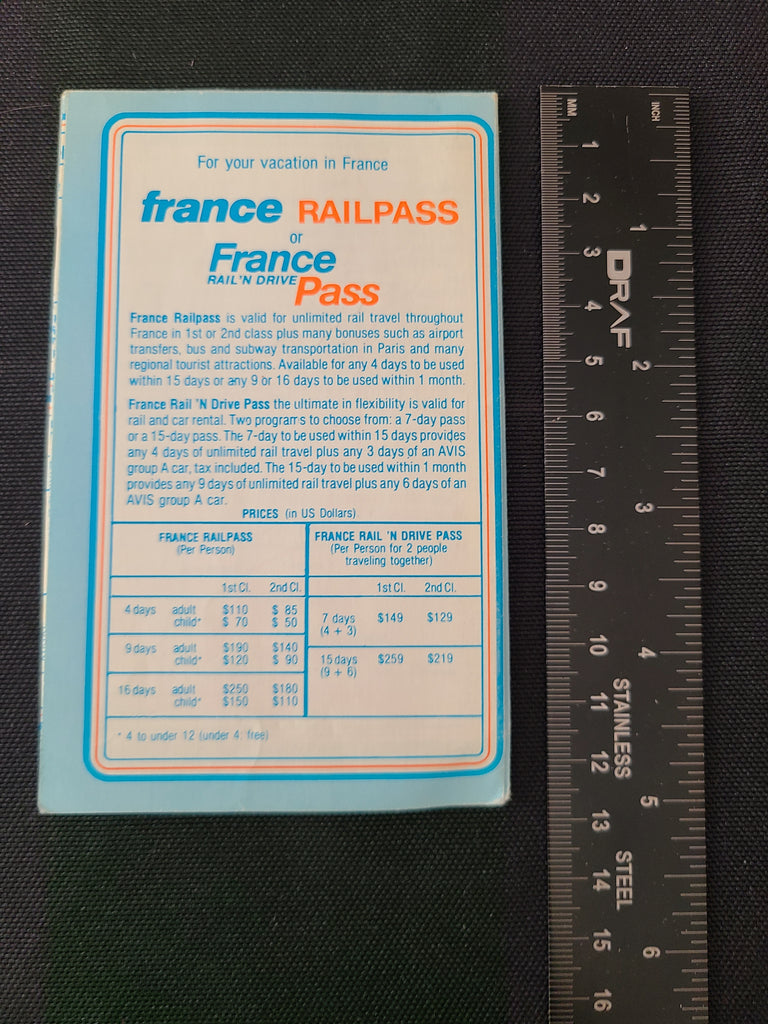 For your vacation in France
france RAILPASS
or
France
RAIL'N DRIVE Pass
France Railpass is valid for unlimited rail travel throughout
France in 1st or 2nd class plus many bonuses such as airport
transfers, bus and subway transportation in Paris and many
regional tourist attractions. Available for any 4 days to be used
within 15 days or any 9 or 16 days to be used within 1 month.
France Rail 'N Drive Pass the ultimate in flexibility is valid for
rail and car rental. Two programs to choose from: a 7-day pass
or a 15-day pass. The 7-day to be used within 15 days provides
any 4 days of unlimited rail travel plus any 3 days of an AVIS
group A car, tax included. The 15-day to be used within 1 month
provides any 9 days of unlimited rail travel plus any 6 days of an
AVIS group A car.
PRICES (in US Dollars)
FRANCE RAILPASS
(Per Person)
1st Cl. 2nd Cl.
4 days adult $110 $ 85
child* $ 70 $ 50
9 days adult $190 $140
child* $120 $ 90
16 days adult $250 $180
child* $150 $110
FRANCE RAIL 'N DRIVE PASS
(Per Person for 2 people
traveling together)
1st Cl. 2nd Cl.
7 days $149 $129
(4 + 3)
15 days $259 $219
(9 + 6)
* 4 to under 12 (under 4: free)
MM
1 2 3 4 5 6 7 8 9 10 11 12 13 14 15 16
DRAF
STAINLESS STEEL
INCH
1 2 3 4 5 6